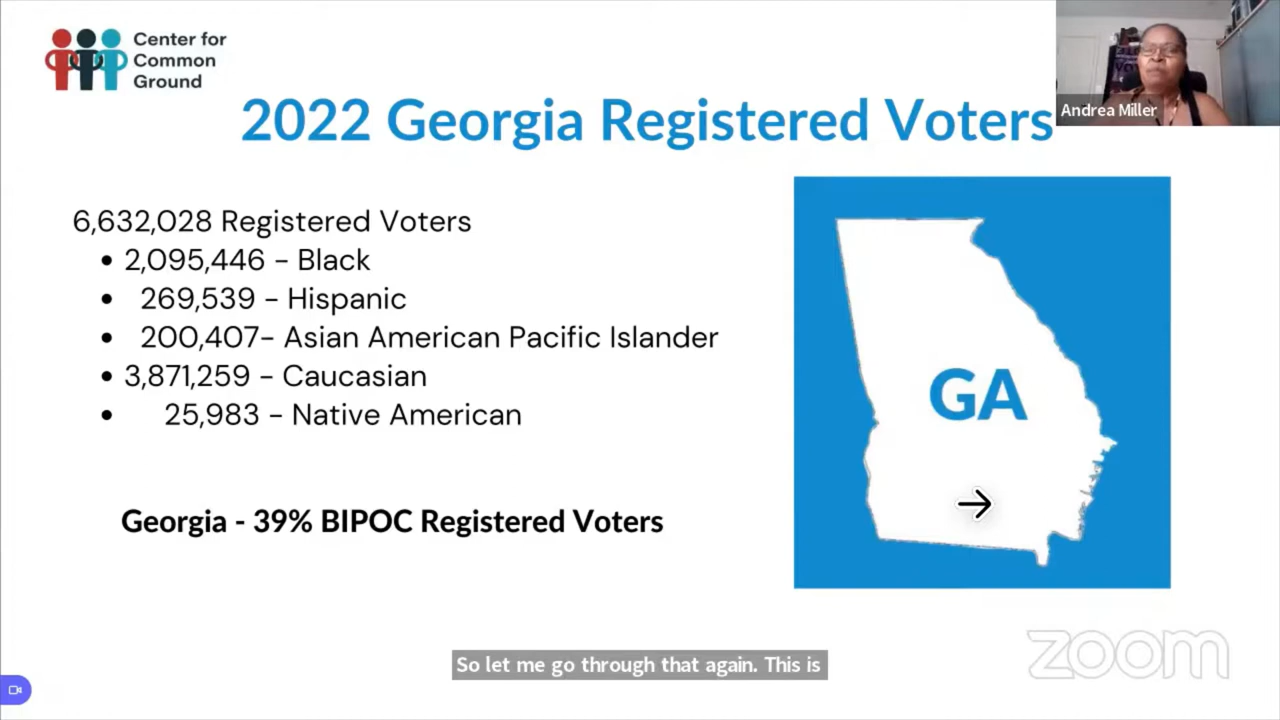 Center for
Common
Ground
2022 Georgia Registered Voters
Andrea Miller
6,632,028 Registered Voters
• 2,095,446 - Black
• 269,539 - Hispanic
• 200,407- Asian American Pacific Islander
• 3,871,259 - Caucasian
• 25,983 - Native American
GA
Georgia - 39% BIPOC Registered Voters
So let me go through that again. This is
zoom